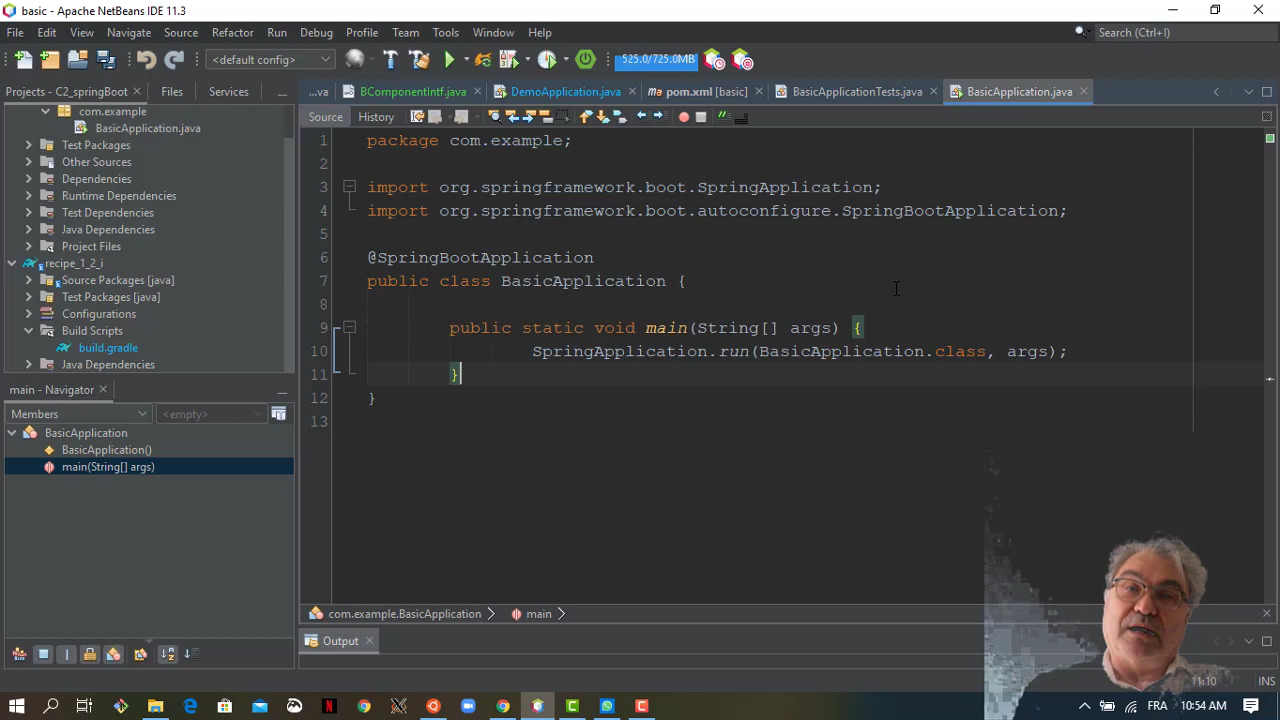 basic - Apache NetBeans IDE 11.3
File Edit View Navigate Source Refactor Run Debug Profile Team Tools Window Help
Search (Ctrl+I)
<default config>
525.0/725.0MB
Projects - C2_springBoot
Files
Services
...va
BComponentIntf.java
DemoApplication.java
pom.xml [basic]
BasicApplicationTests.java
BasicApplication.java
com.example
BasicApplication.java
Test Packages
Other Sources
Dependencies
Runtime Dependencies
Test Dependencies
Java Dependencies
Project Files
recipe_1_2_i
Source Packages [java]
Test Packages [java]
Configurations
Build Scripts
build.gradle
Java Dependencies
Source
History
1 package com.example;
2
3 import org.springframework.boot.SpringApplication;
4 import org.springframework.boot.autoconfigure.SpringBootApplication;
5
6 @SpringBootApplication
7 public class BasicApplication {
8
9 public static void main(String[] args) {
10 SpringApplication.run(BasicApplication.class, args);
11 }
12 }
13
main - Navigator
Members
<empty>
BasicApplication
BasicApplication()
main(String[] args)
com.example.BasicApplication
main
Output
11:10
INS
FRA
10:54 AM